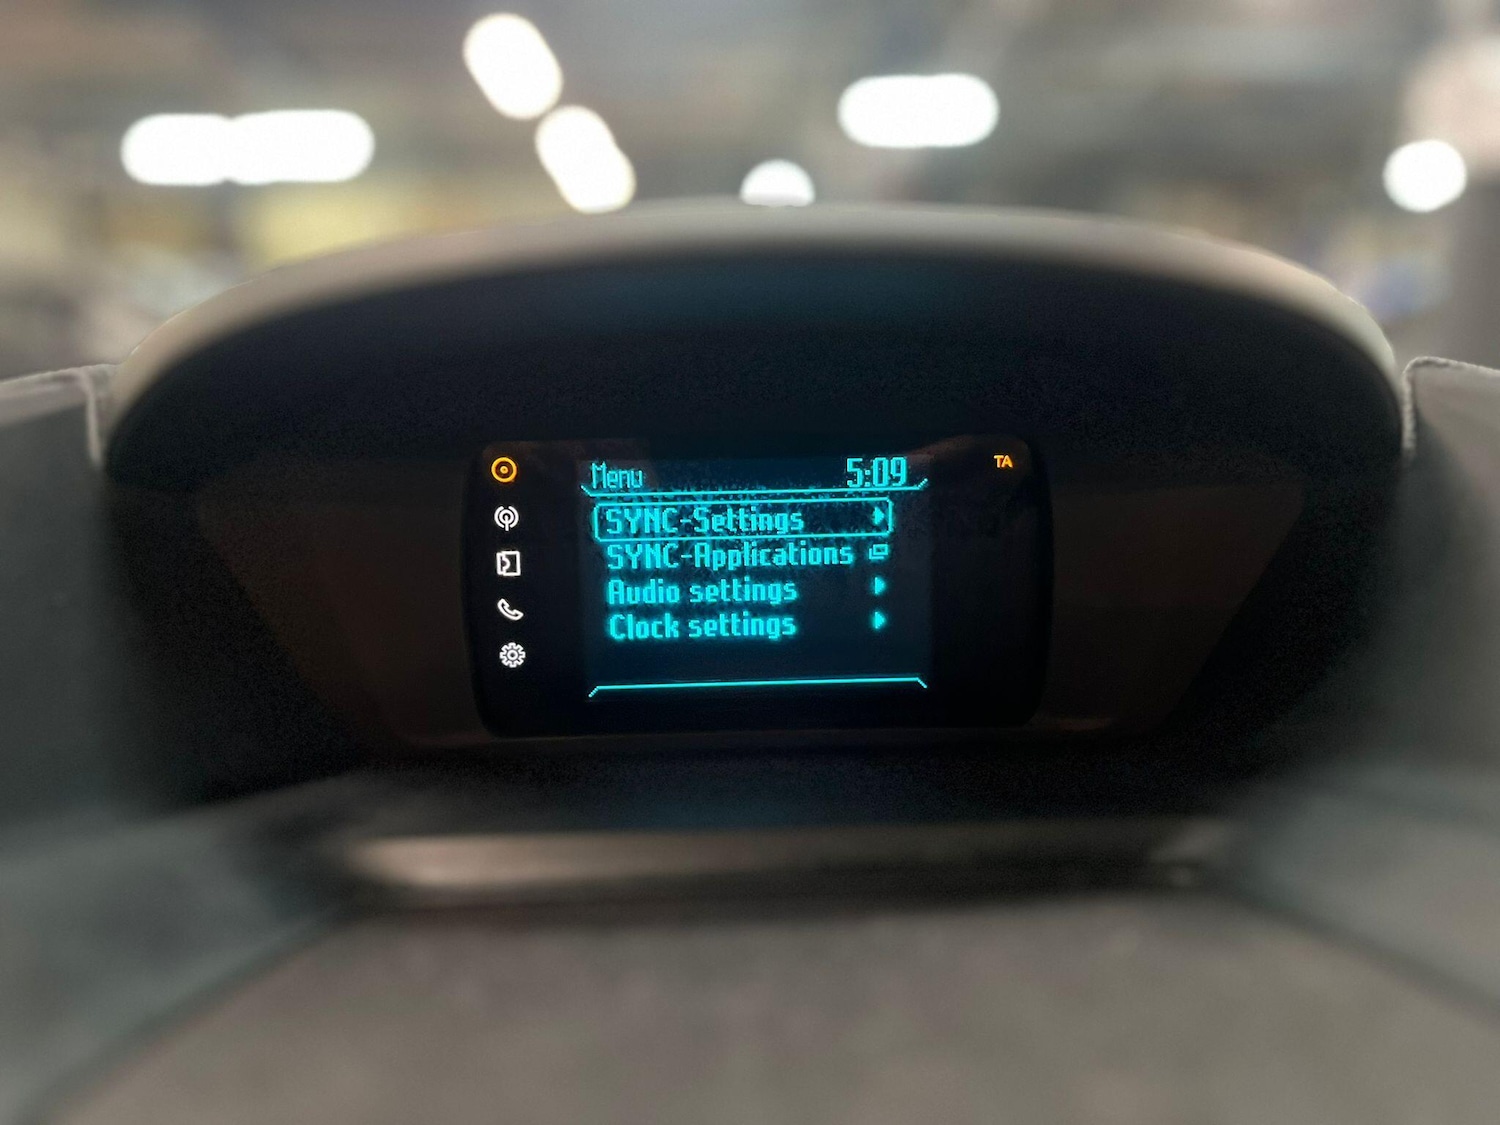 Menu 5:09 TA
SYNC-Settings
SYNC-Applications
Audio settings
Clock settings